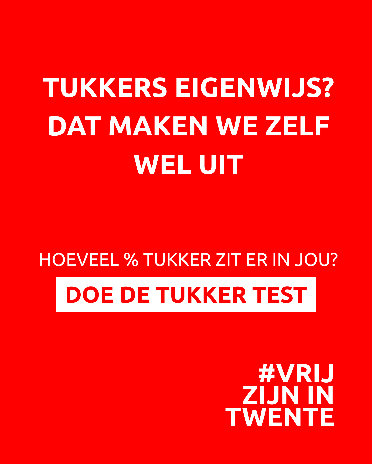 TUKKERS EIGENWIJS?
DAT MAKEN WE ZELF
WEL UIT
HOEVEEL % TUKKER ZIT ER IN JOU?
DOE DE TUKKER TEST
#VRIJ
ZIJN IN
TWENTE